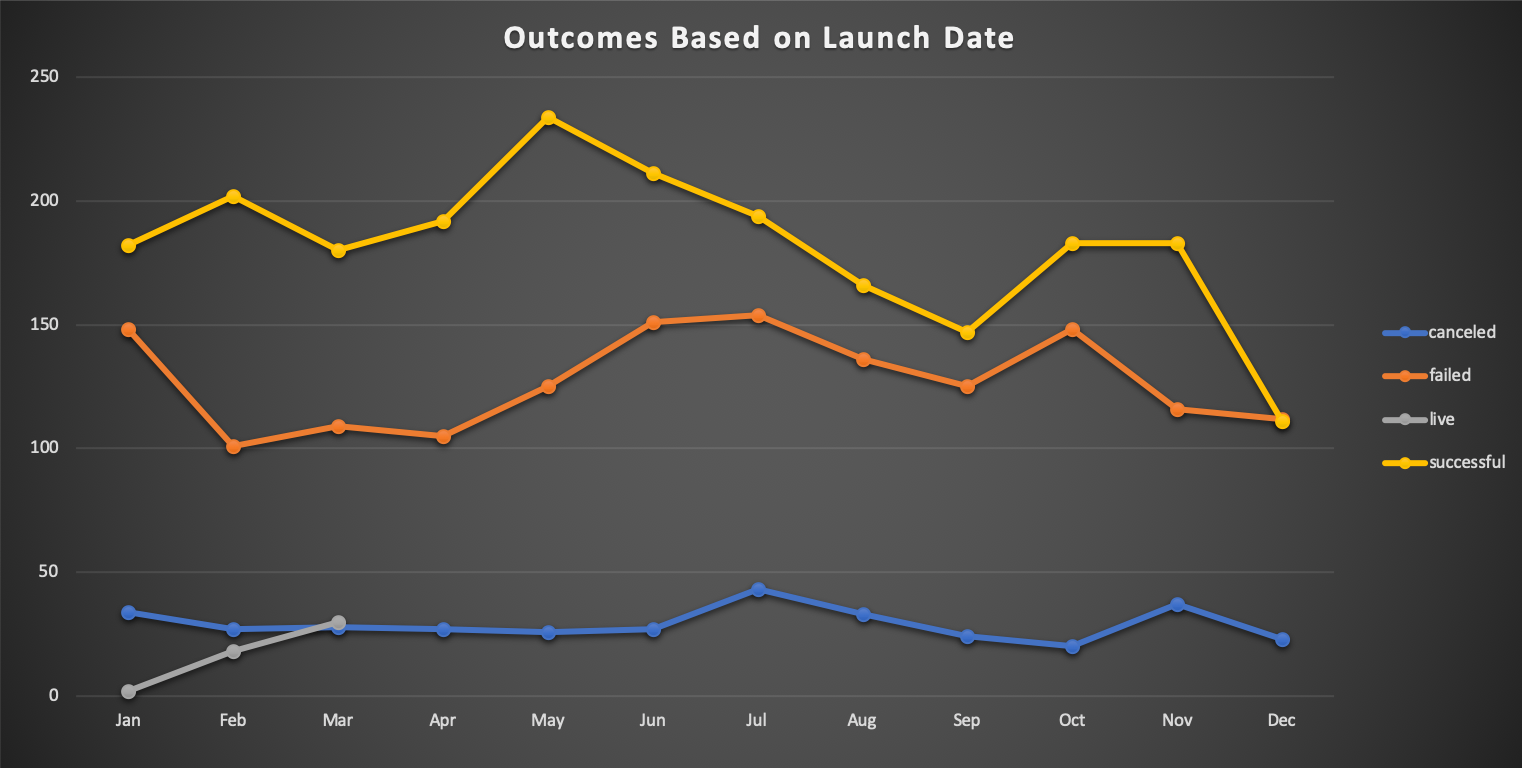 Outcomes Based on Launch Date
250
200
150
100
50
0
Jan Feb Mar Apr May Jun Jul Aug Sep Oct Nov Dec
canceled
failed
live
successful